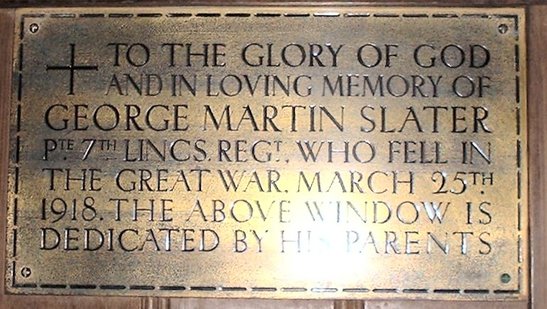 TO THE GLORY OF GOD
AND IN LOVING MEMORY OF
GEORGE MARTIN SLATER
PTE. 7TH LINCS. REGT., WHO FELL IN
THE GREAT WAR. MARCH 25TH.
1918. THE ABOVE WINDOW IS
DEDICATED BY HIS PARENTS